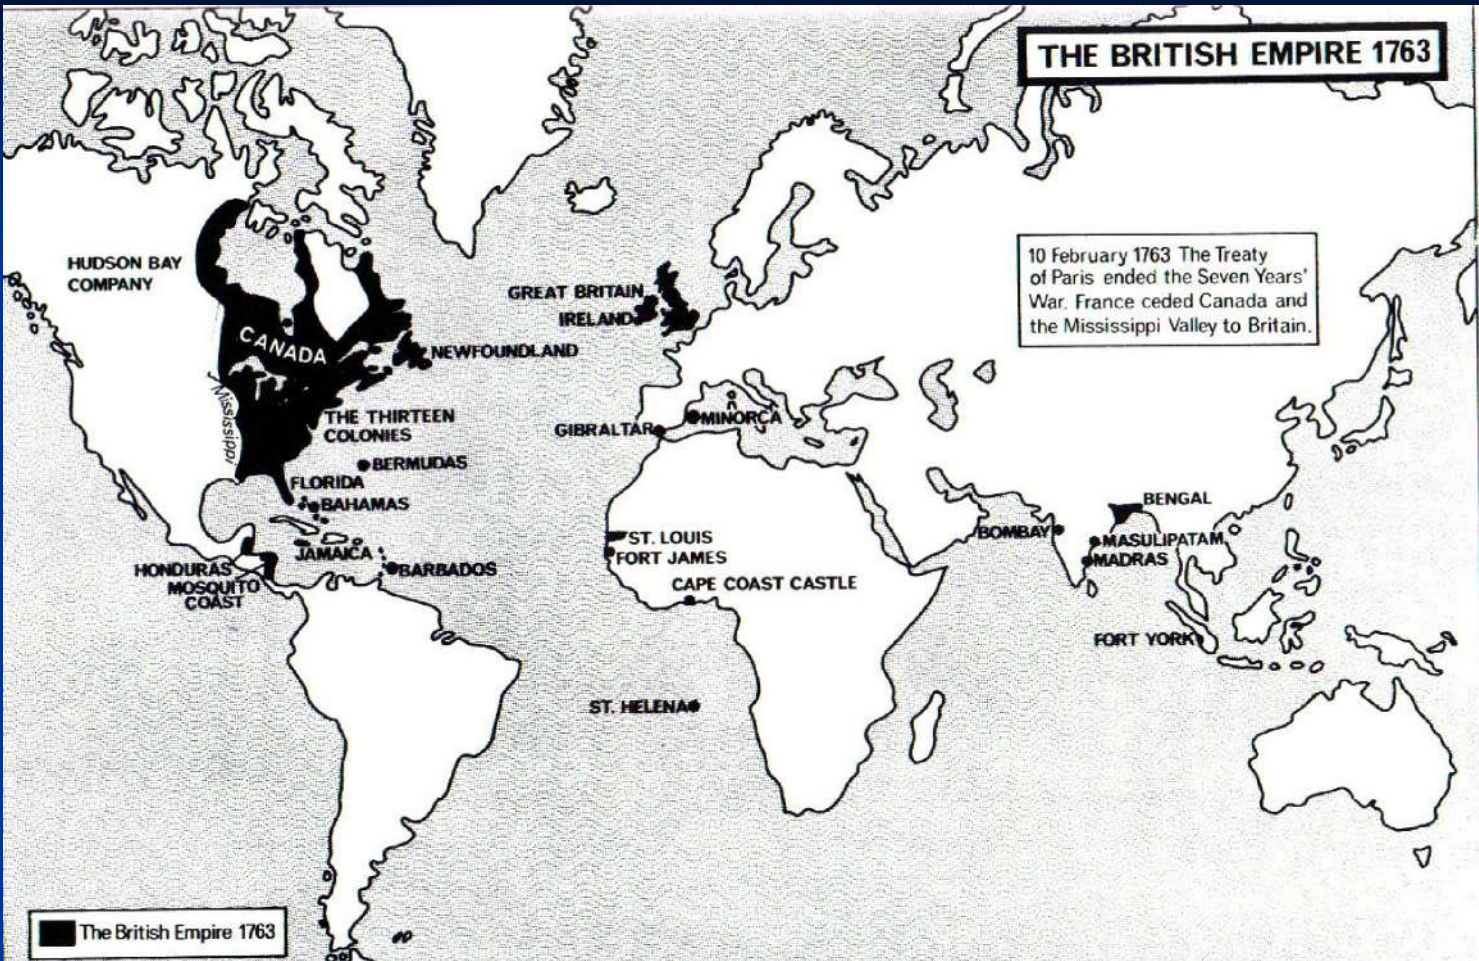 THE BRITISH EMPIRE 1763
10 February 1763 The Treaty
of Paris ended the Seven Years'
War. France ceded Canada and
the Mississippi Valley to Britain.
HUDSON BAY
COMPANY
CANADA
GREAT BRITAIN
IRELAND
NEWFOUNDLAND
Mississippi
THE THIRTEEN
COLONIES
GIBRALTAR
MINORCA
BERMUDAS
FLORIDA
BAHAMAS
JAMAICA
HONDURAS
MOSQUITO
COAST
BARBADOS
ST. LOUIS
FORT JAMES
CAPE COAST CASTLE
BENGAL
BOMBAY
MASULIPATAM
MADRAS
FORT YORK
ST. HELENA
The British Empire 1763